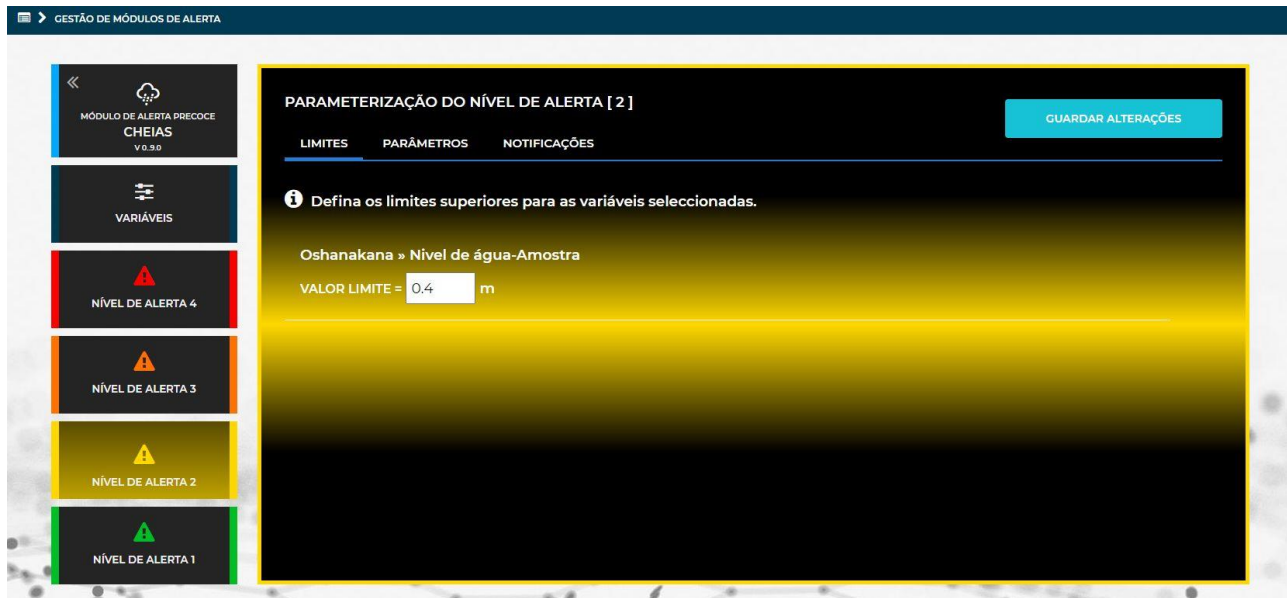 GESTÃO DE MÓDULOS DE ALERTA
MÓDULO DE ALERTA PRECOCE
CHEIAS
V 0.9.0
VARIÁVEIS
NÍVEL DE ALERTA 4
NÍVEL DE ALERTA 3
NÍVEL DE ALERTA 2
NÍVEL DE ALERTA 1
PARAMETERIZAÇÃO DO NÍVEL DE ALERTA [ 2 ]
GUARDAR ALTERAÇÕES
LIMITES PARÂMETROS NOTIFICAÇÕES
Defina os limites superiores para as variáveis seleccionadas.
Oshanakana » Nivel de água-Amostra
VALOR LIMITE = 0.4 m